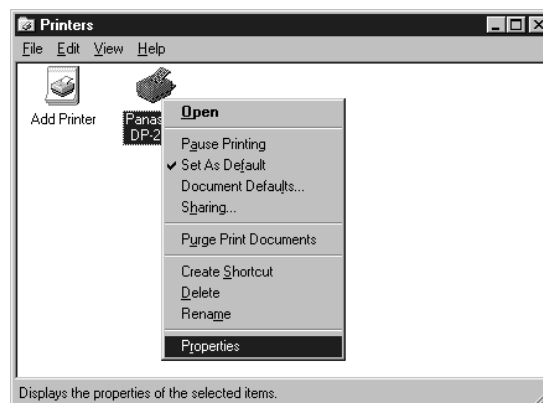 Printers
File Edit View Help
Add Printer
Panas
DP-2
Open
Pause Printing
Set As Default
Document Defaults...
Sharing...
Purge Print Documents
Create Shortcut
Delete
Rename
Properties
Displays the properties of the selected items.